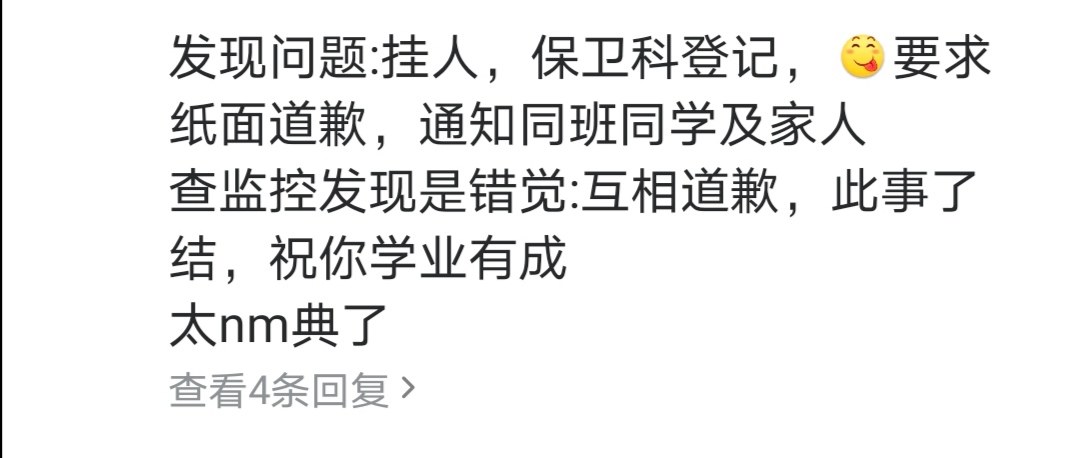 发现问题:挂人，保卫科登记，😋要求
纸面道歉，通知同班同学及家人
查监控发现是错觉:互相道歉，此事了
结，祝你学业有成
太nm典了
查看4条回复 >